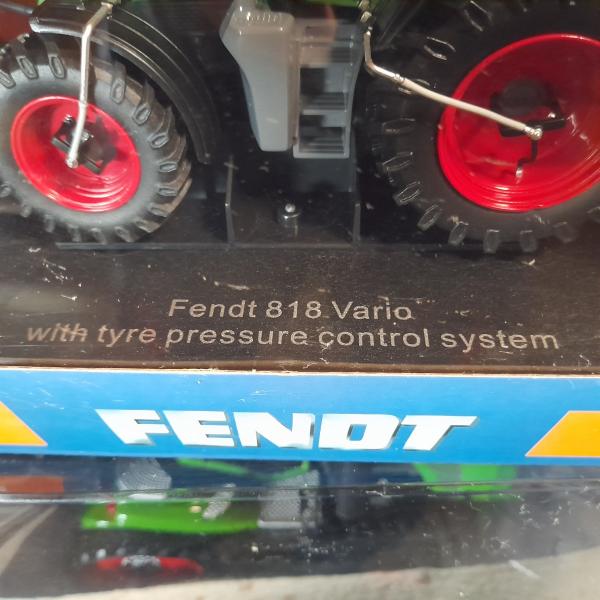 Fendt 818 Vario
with tyre pressure control system
FENDT